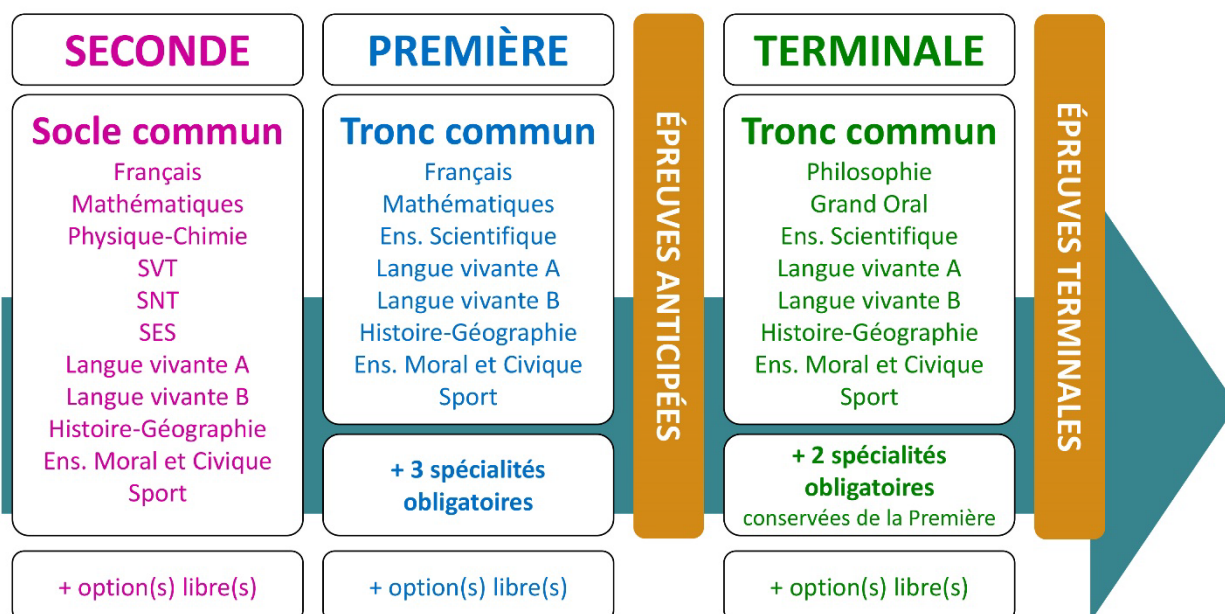 SECONDE
Socle commun
Français
Mathématiques
Physique-Chimie
SVT
SNT
SES
Langue vivante A
Langue vivante B
Histoire-Géographie
Ens. Moral et Civique
Sport
+ option(s) libre(s)
PREMIÈRE
Tronc commun
Français
Mathématiques
Ens. Scientifique
Langue vivante A
Langue vivante B
Histoire-Géographie
Ens. Moral et Civique
Sport
+ 3 spécialités
obligatoires
+ option(s) libre(s)
ÉPREUVES ANTICIPÉES
TERMINALE
Tronc commun
Philosophie
Grand Oral
Ens. Scientifique
Langue vivante A
Langue vivante B
Histoire-Géographie
Ens. Moral et Civique
Sport
+ 2 spécialités
obligatoires
conservées de la Première
+ option(s) libre(s)
ÉPREUVES TERMINALES